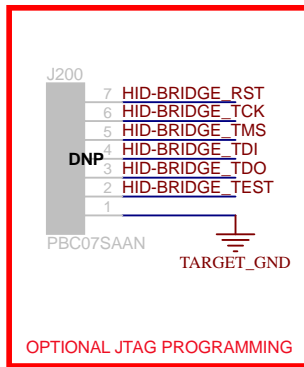 J200
7 HID-BRIDGE_RST
6 HID-BRIDGE_TCK
5 HID-BRIDGE_TMS
4 HID-BRIDGE_TDI
DNP
3 HID-BRIDGE_TDO
2 HID-BRIDGE_TEST
1
PBC07SAAN
TARGET_GND
OPTIONAL JTAG PROGRAMMING